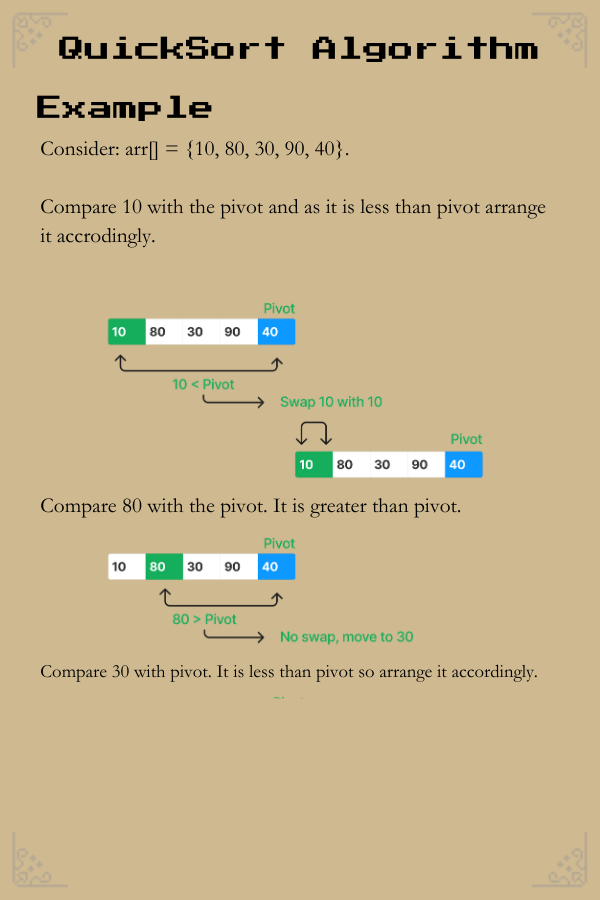 QuickSort Algorithm
Example
Consider: arr[] = {10, 80, 30, 90, 40}.
Compare 10 with the pivot and as it is less than pivot arrange
it accrodingly.
Pivot
10 80 30 90 40
10 < Pivot
Swap 10 with 10
Pivot
10 80 30 90 40
Compare 80 with the pivot. It is greater than pivot.
Pivot
10 80 30 90 40
80 > Pivot
No swap, move to 30
Compare 30 with pivot. It is less than pivot so arrange it accordingly.